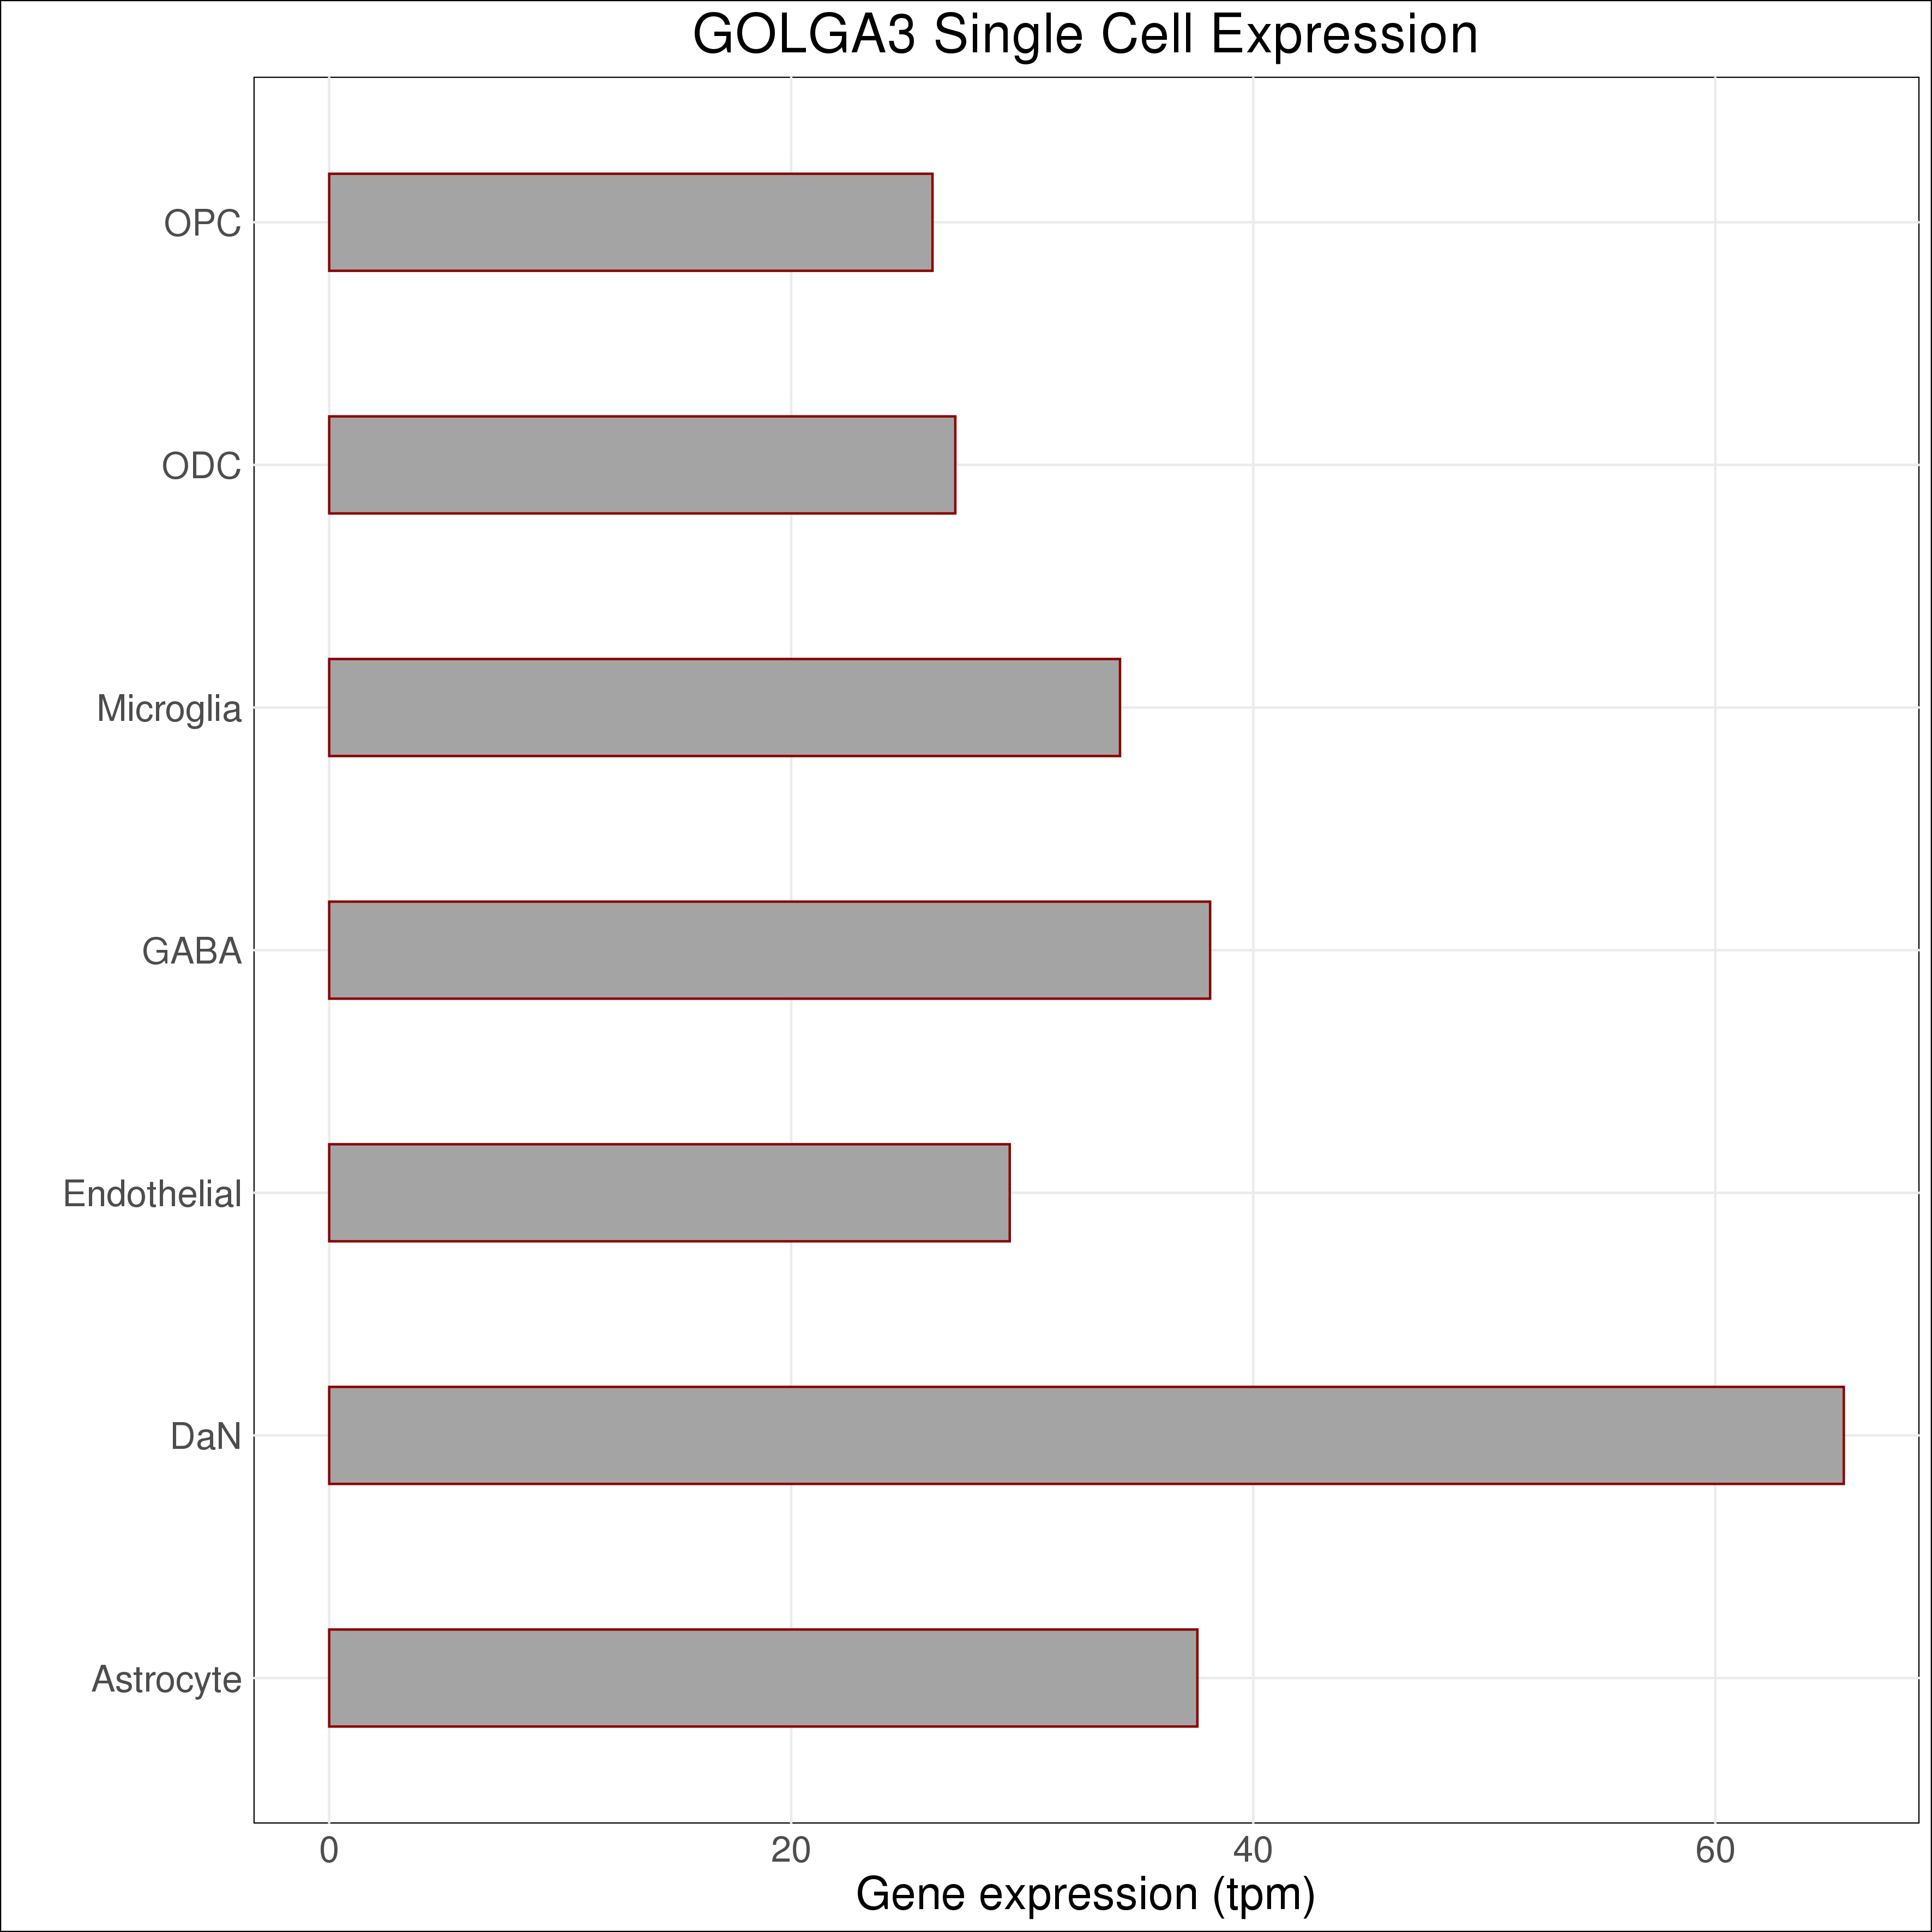 GOLGA3 Single Cell Expression
OPC
ODC
Microglia
GABA
Endothelial
DaN
Astrocyte
0 20 40 60
Gene expression (tpm)